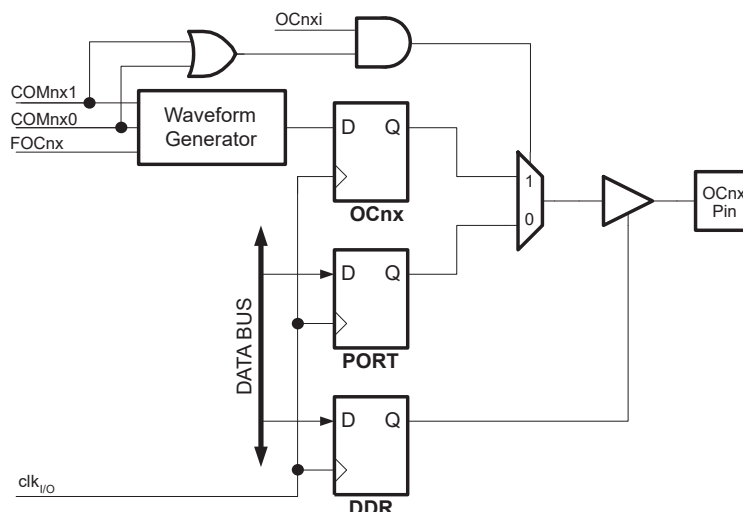 OCnxi
COMnx1
COMnx0
FOCnx
Waveform
Generator
D Q
OCnx
1
0
OCnx
Pin
D Q
PORT
DATA BUS
D Q
DDR
clkI/O